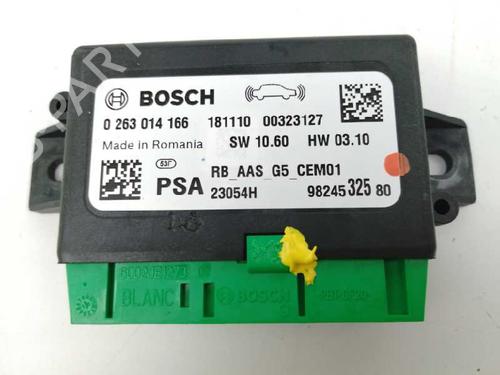 BOSCH
0 263 014 166 181110 00323127
Made in Romania SW 10.60 HW 03.10
53F RB_AAS_G5_CEM01
PSA 23054H 98245 325 80
BLANC BOSCH